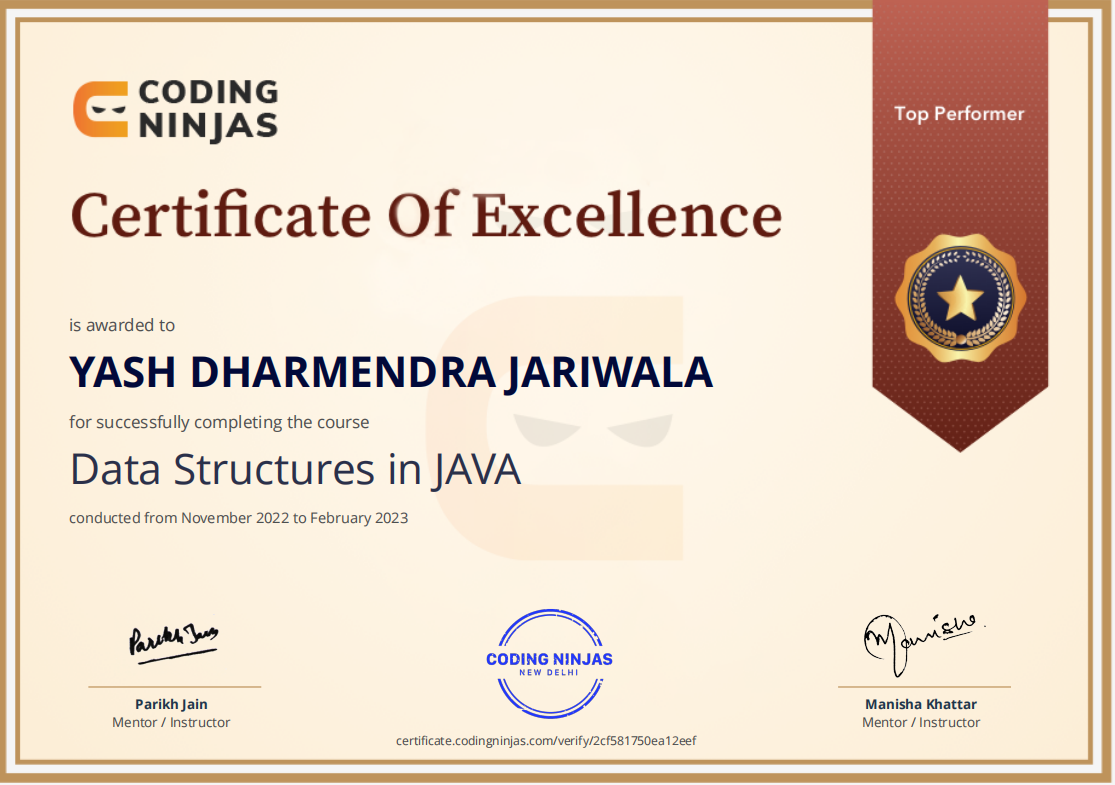 CODING
NINJAS
Top Performer
Certificate Of Excellence
is awarded to
YASH DHARMENDRA JARIWALA
for successfully completing the course
Data Structures in JAVA
conducted from November 2022 to February 2023
Parikh Jain
Manisha
CODING NINJAS
NEW DELHI
Parikh Jain
Mentor / Instructor
Manisha Khattar
Mentor / Instructor
certificate.codingninjas.com/verify/2cf581750ea12eef